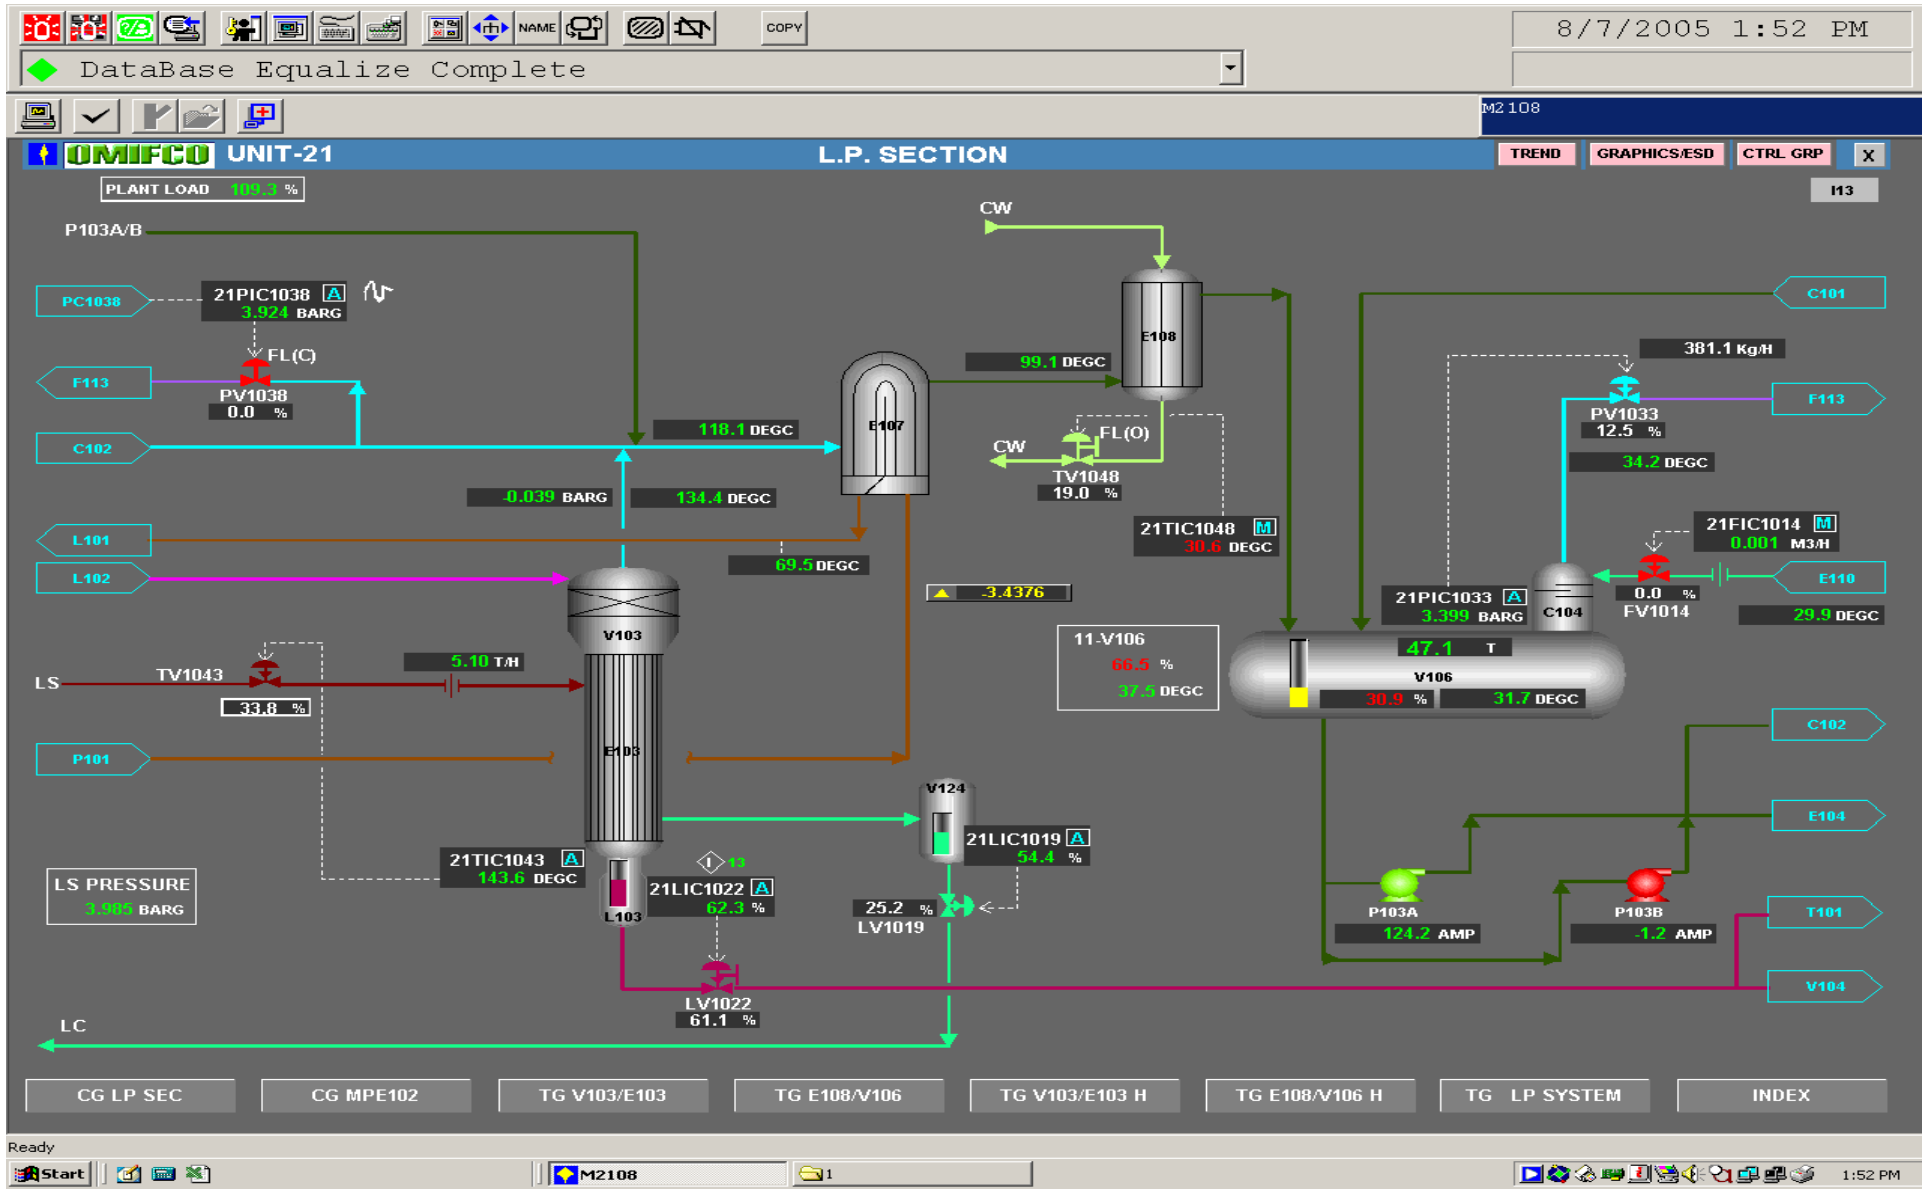 NAME
COPY
8/7/2005 1:52 PM
DataBase Equalize Complete
M2108
OMIFCO UNIT-21
L.P. SECTION
TREND
GRAPHICS/ESD
CTRL GRP
X
PLANT LOAD 109.3 %
I13
CW
P103A/B
PC1038
21PIC1038 A
3.924 BARG
C101
E108
381.1 Kg/H
FL(C)
99.1 DEGC
F113
PV1038
0.0 %
F113
PV1033
12.5 %
118.1 DEGC
E107
FL(O)
C102
CW
34.2 DEGC
TV1048
19.0 %
-0.039 BARG
134.4 DEGC
21TIC1048 M
30.6 DEGC
21FIC1014 M
0.001 M3/H
L101
69.5 DEGC
L102
E110
-3.4376
21PIC1033 A
3.399 BARG
C104
0.0 %
FV1014
29.9 DEGC
V103
11-V106
66.5 %
37.5 DEGC
47.1 T
V106
30.9 %
31.7 DEGC
5.10 T/H
TV1043
LS
33.8 %
C102
P101
E103
V124
E104
21LIC1019 A
54.4 %
21TIC1043 A
143.6 DEGC
I 13
21LIC1022 A
62.3 %
LS PRESSURE
3.985 BARG
L103
25.2 %
LV1019
P103A
124.2 AMP
P103B
-1.2 AMP
T101
V104
LV1022
61.1 %
LC
CG LP SEC
CG MPE102
TG V103/E103
TG E108/V106
TG V103/E103 H
TG E108/V106 H
TG LP SYSTEM
INDEX
Ready
Start
M2108
1
1:52 PM